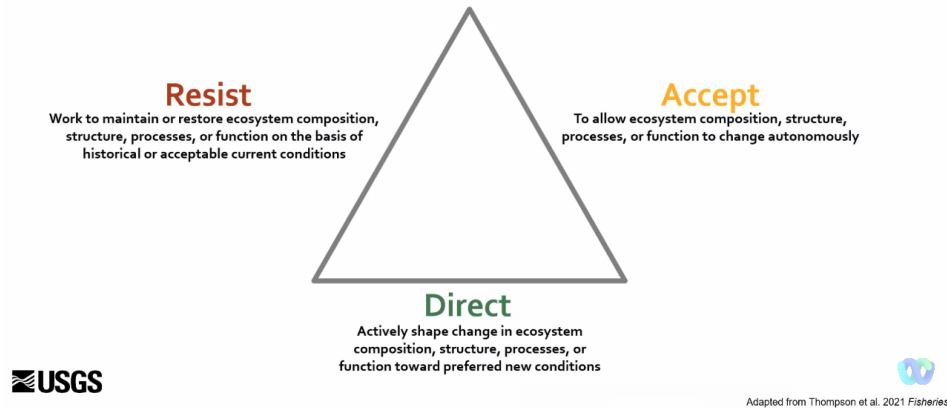 Resist
Work to maintain or restore ecosystem composition,
structure, processes, or function on the basis of
historical or acceptable current conditions
Accept
To allow ecosystem composition, structure,
processes, or function to change autonomously
Direct
Actively shape change in ecosystem
composition, structure, processes, or
function toward preferred new conditions
USGS
Adapted from Thompson et al. 2021 Fisheries